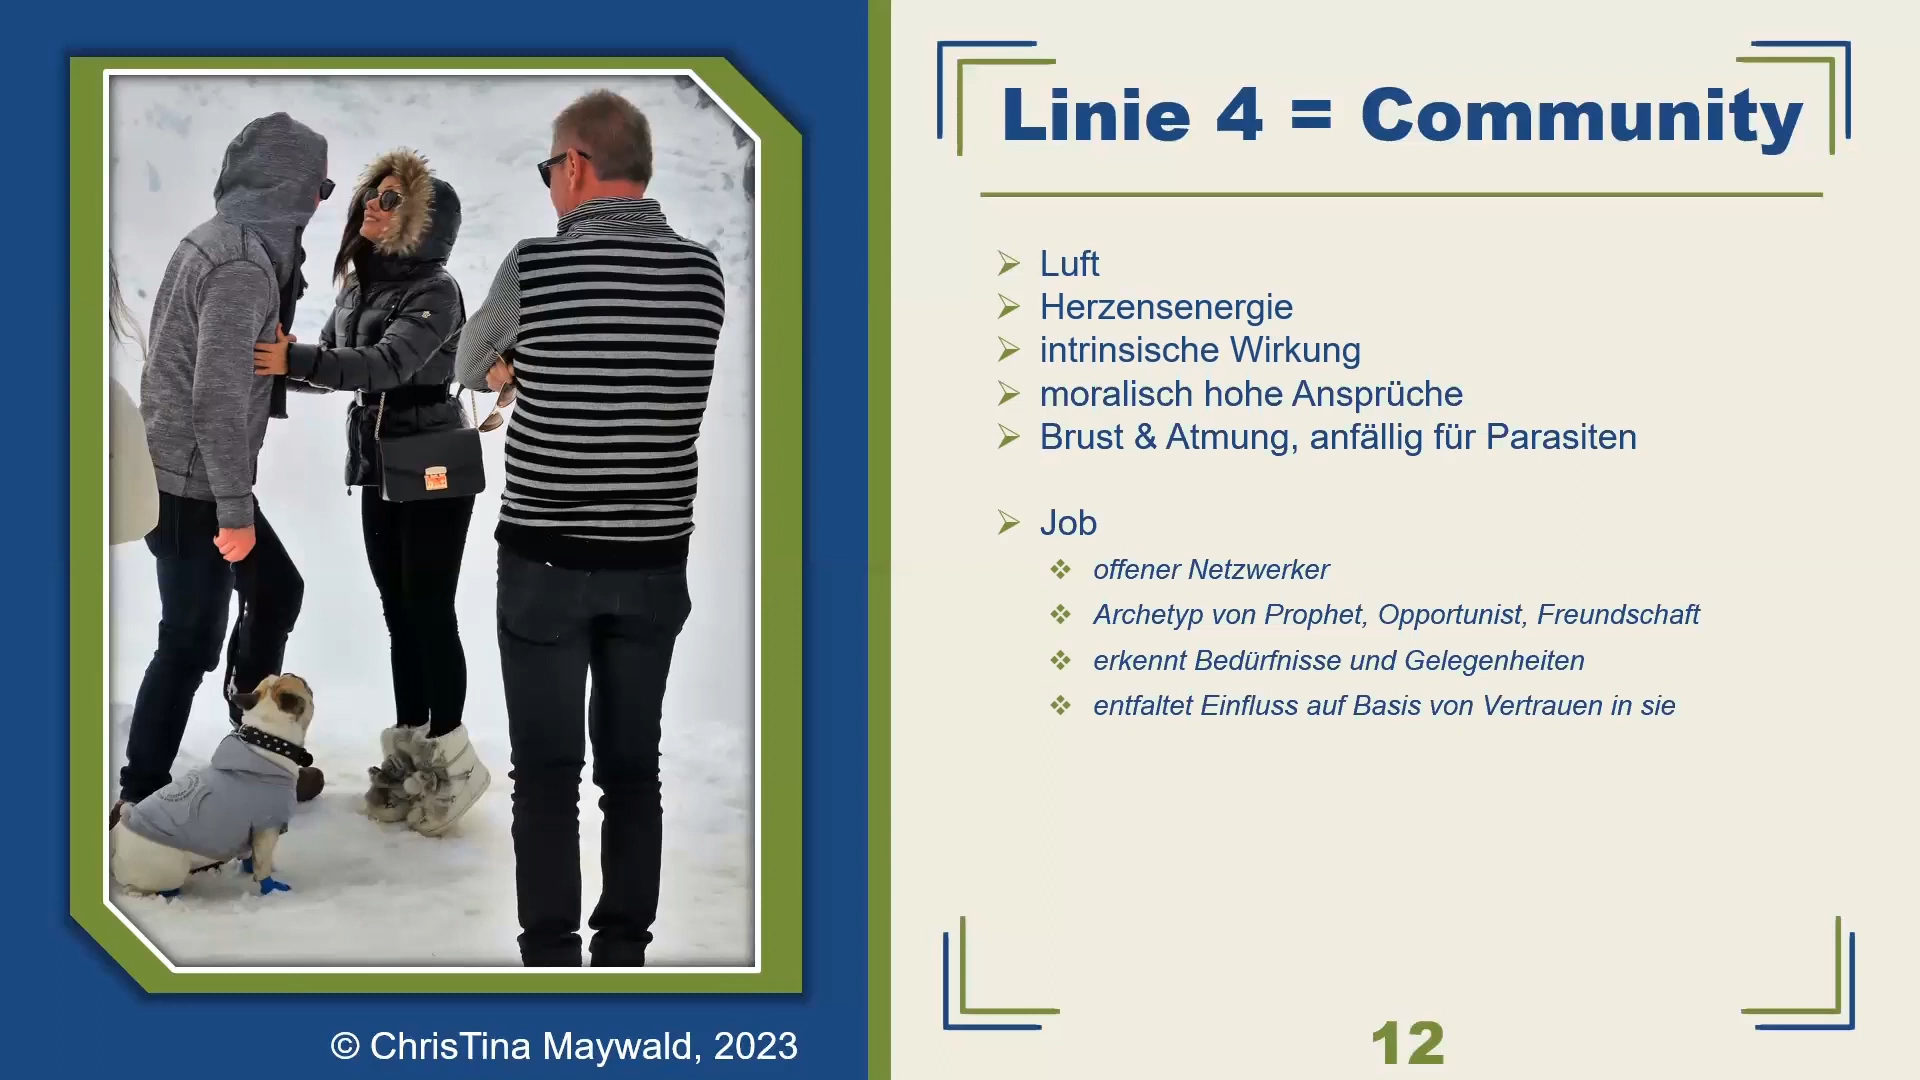 Linie 4 = Community
Luft
Herzensenergie
intrinsische Wirkung
moralisch hohe Ansprüche
Brust & Atmung, anfällig für Parasiten
Job
offener Netzwerker
Archetyp von Prophet, Opportunist, Freundschaft
erkennt Bedürfnisse und Gelegenheiten
entfaltet Einfluss auf Basis von Vertrauen in sie
© ChrisTina Maywald, 2023
12